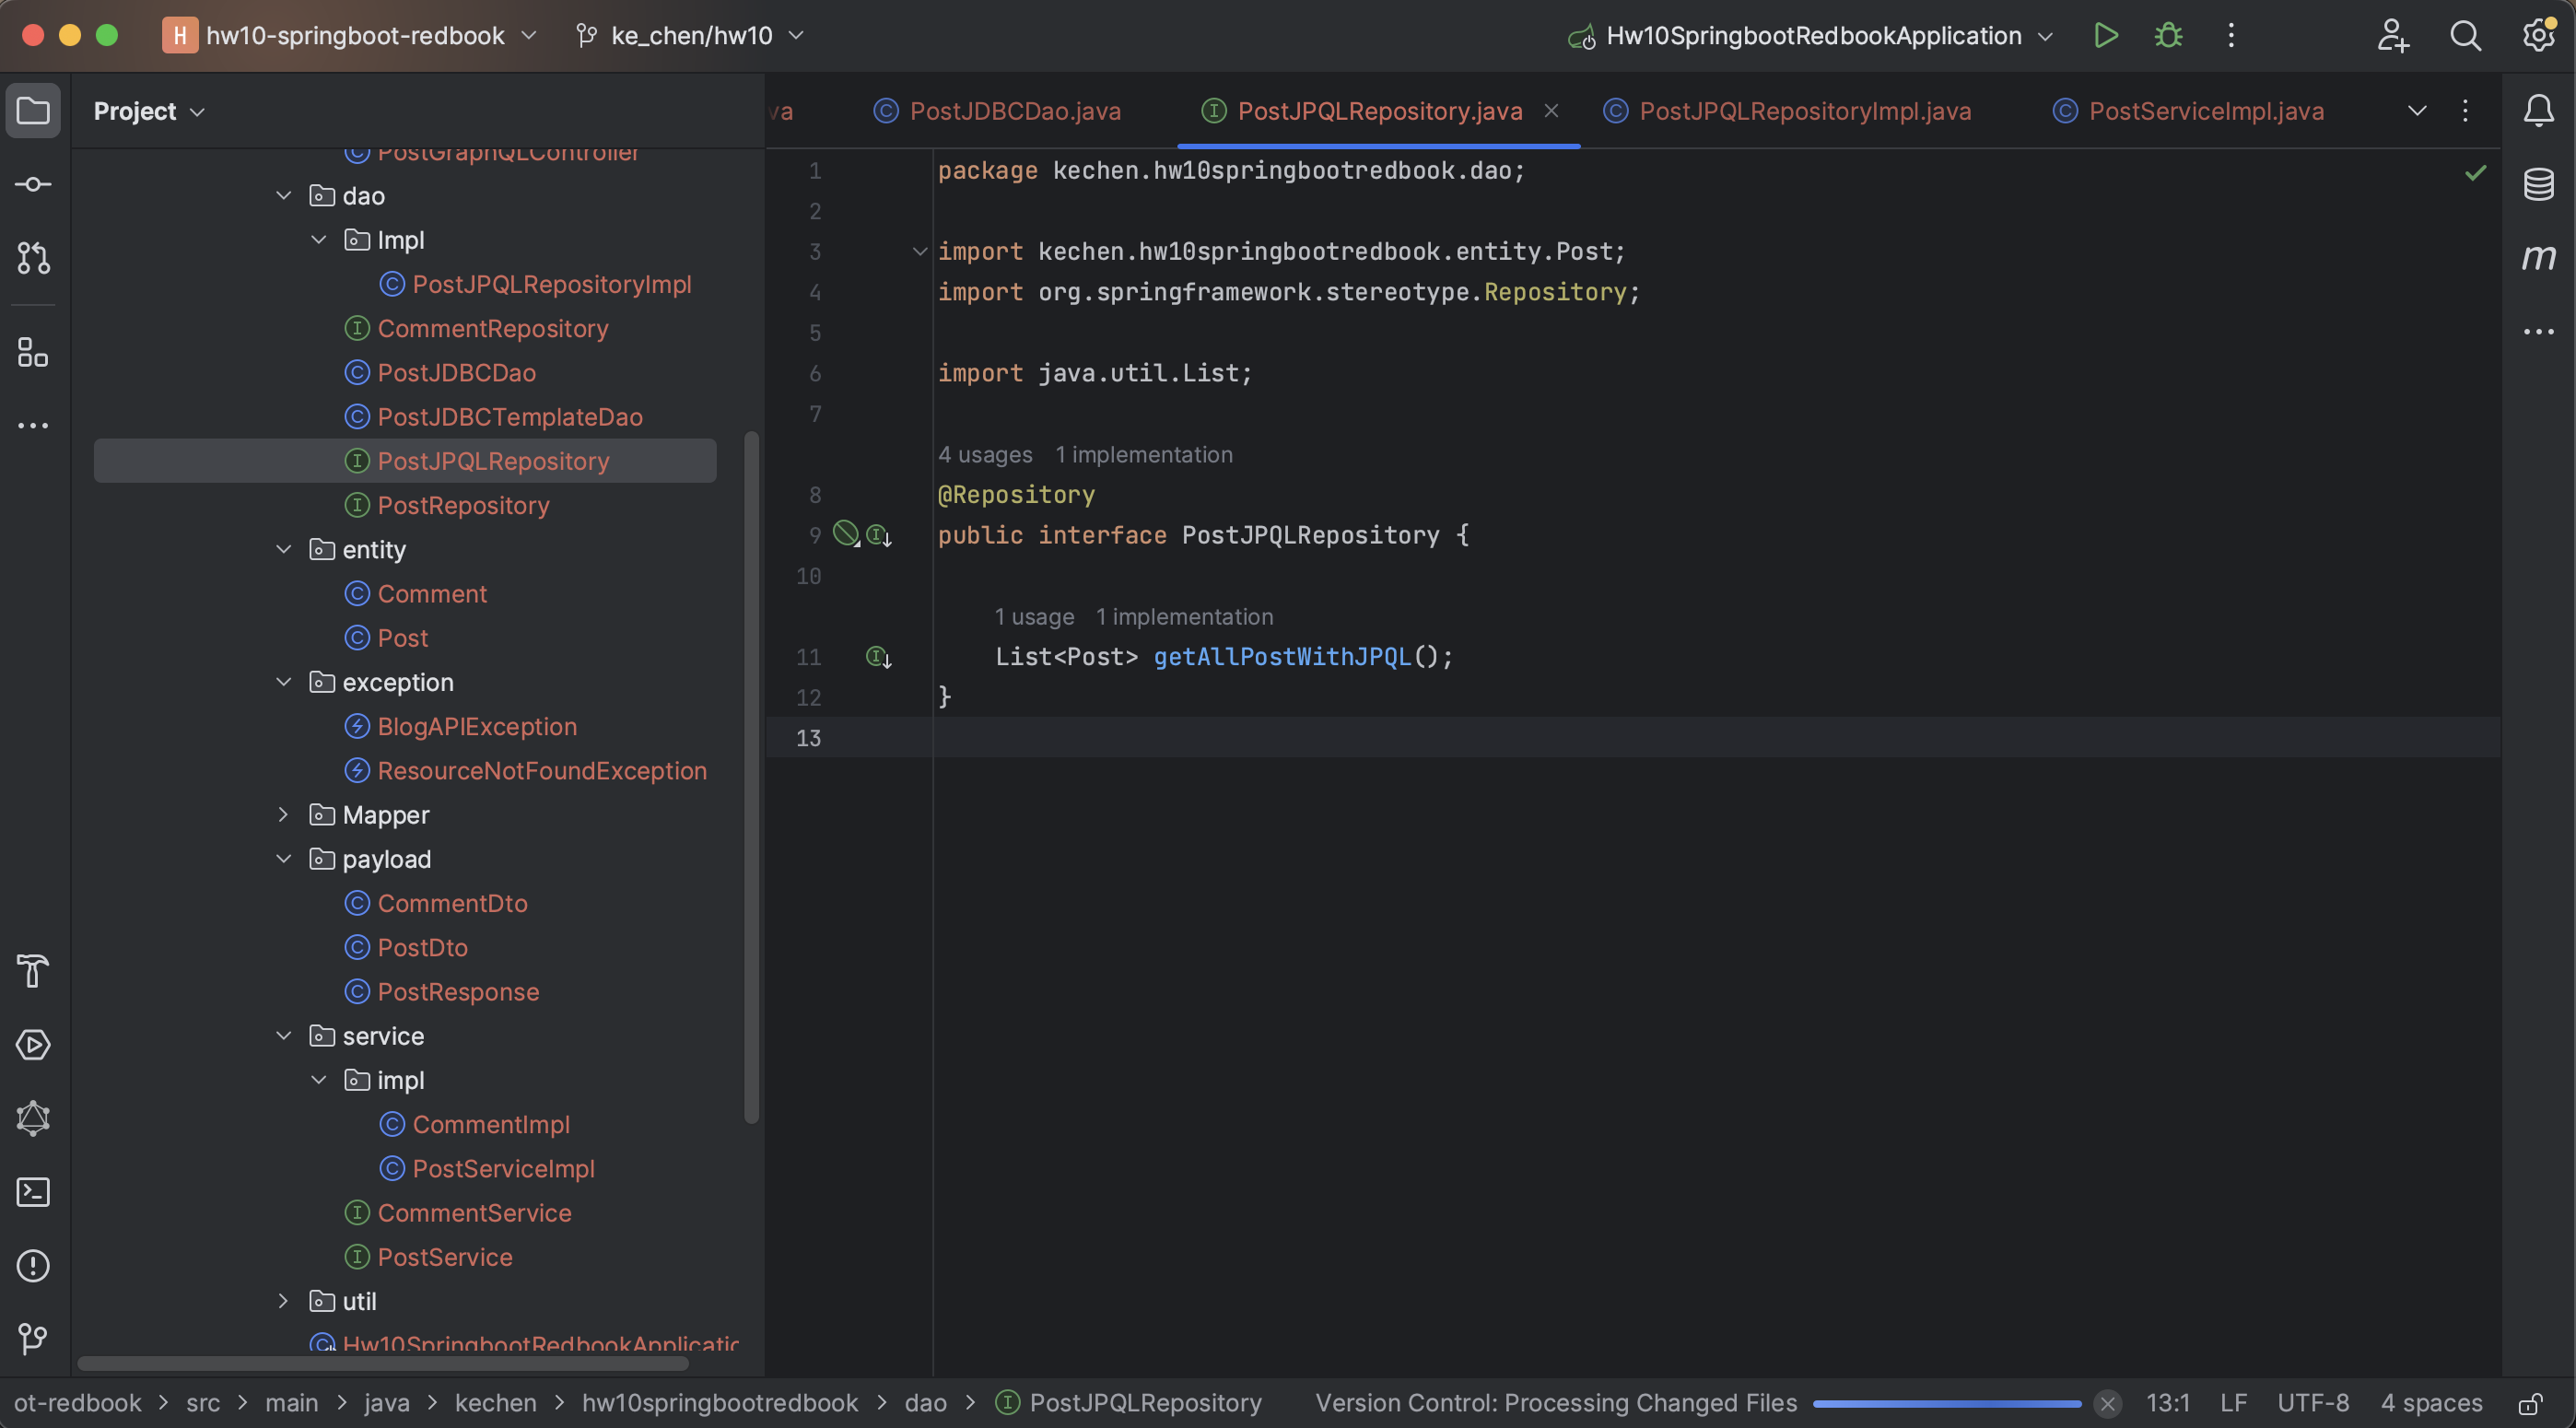 H hw10-springboot-redbook ke_chen/hw10 Hw10SpringbootRedbookApplication
Project
va PostJDBCDao.java PostJPQLRepository.java PostJPQLRepositoryImpl.java PostServiceImpl.java
PostGraphQLController
dao
Impl
PostJPQLRepositoryImpl
CommentRepository
PostJDBCDao
PostJDBCTemplateDao
PostJPQLRepository
PostRepository
entity
Comment
Post
exception
BlogAPIException
ResourceNotFoundException
Mapper
payload
CommentDto
PostDto
PostResponse
service
impl
CommentImpl
PostServiceImpl
CommentService
PostService
util
Hw10SpringbootRedbookApplicatic
1 package kechen.hw10springbootredbook.dao;
2
3 import kechen.hw10springbootredbook.entity.Post;
4 import org.springframework.stereotype.Repository;
5
6 import java.util.List;
7
4 usages 1 implementation
8 @Repository
9 public interface PostJPQLRepository {
10
1 usage 1 implementation
11 List<Post> getAllPostWithJPQL();
12 }
13
m
ot-redbook > src > main > java > kechen > hw10springbootredbook > dao > PostJPQLRepository Version Control: Processing Changed Files 13:1 LF UTF-8 4 spaces